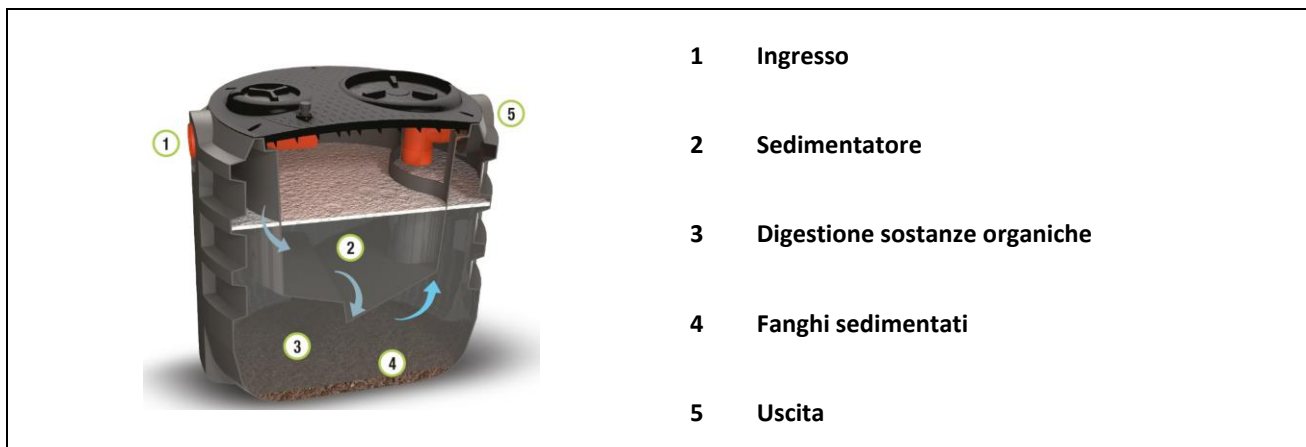 1 Ingresso
2 Sedimentatore
3 Digestione sostanze organiche
4 Fanghi sedimentati
5 Uscita
1
5
2
3
4